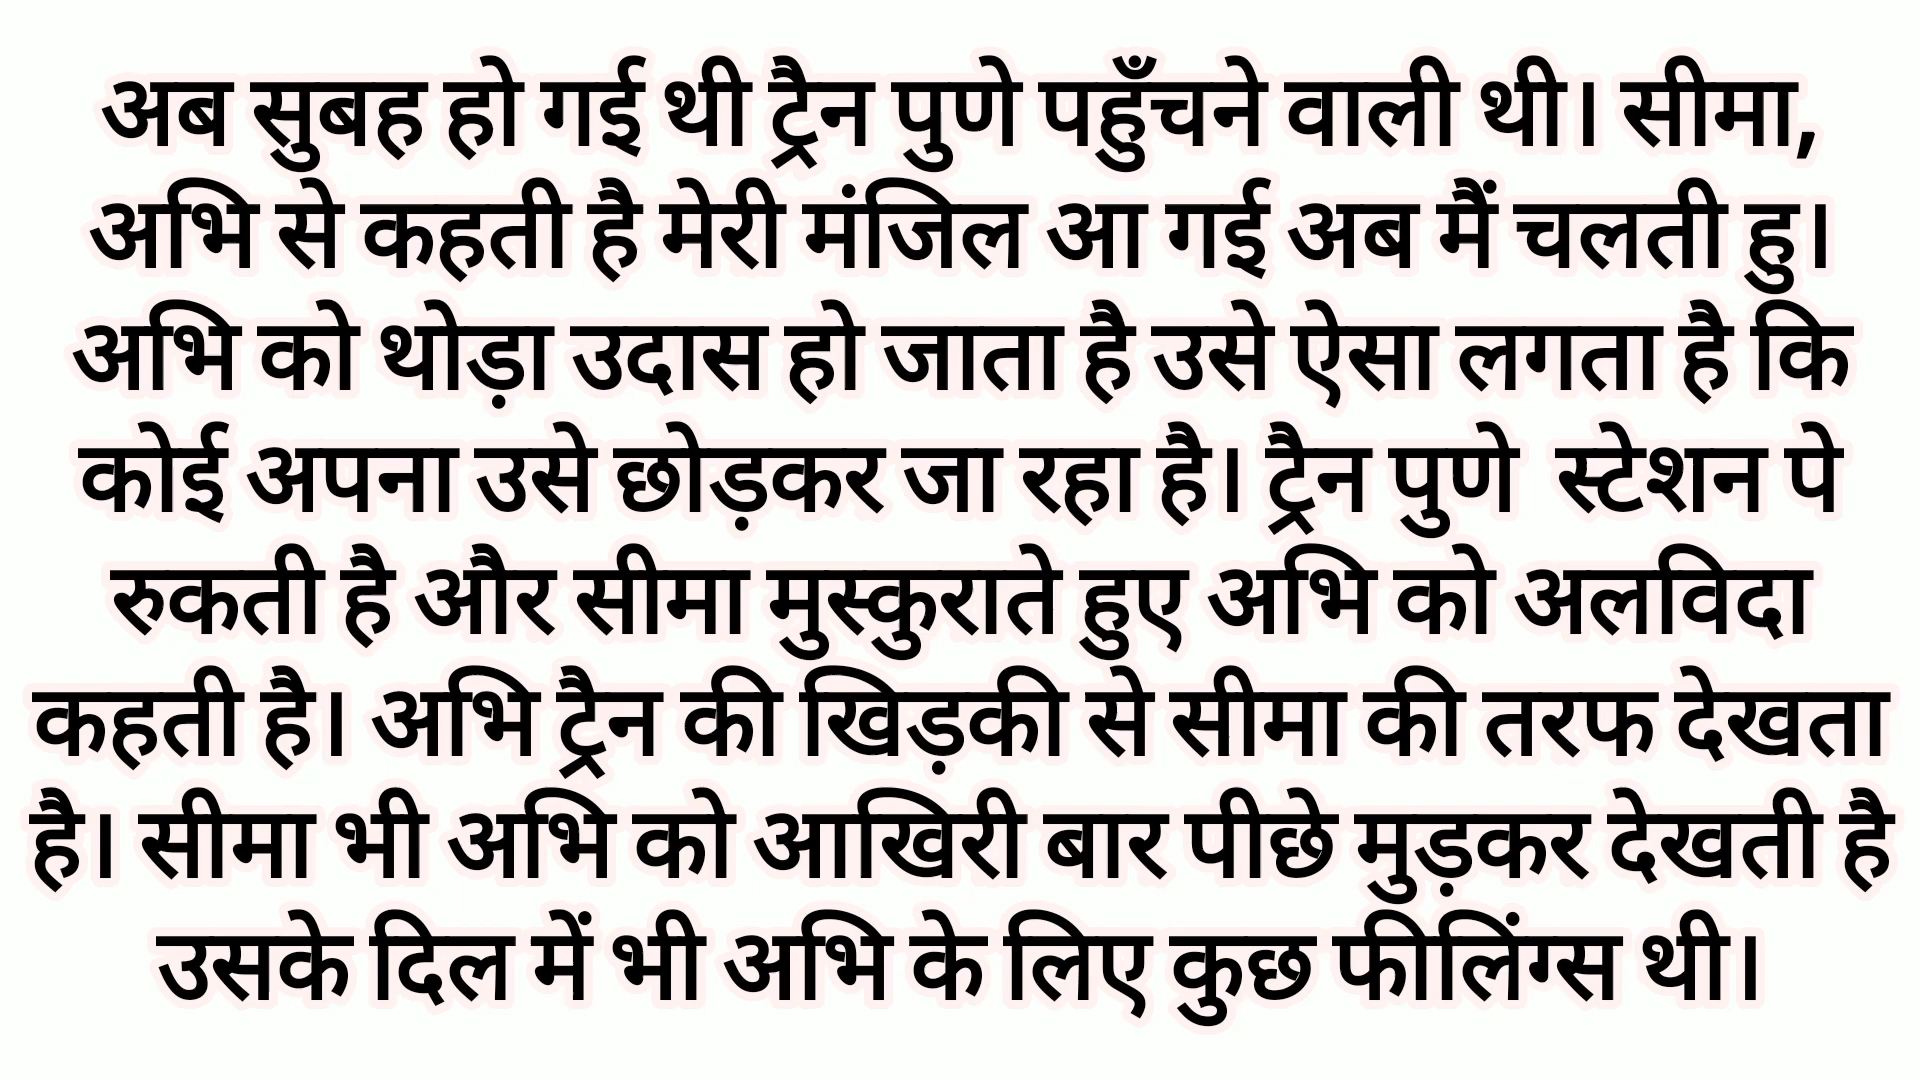 अब सुबह हो गई थी ट्रैन पुणे पहुँचने वाली थी। सीमा,
अभि से कहती है मेरी मंजिल आ गई अब मैं चलती हु।
अभि को थोड़ा उदास हो जाता है उसे ऐसा लगता है कि
कोई अपना उसे छोड़कर जा रहा है। ट्रैन पुणे  स्टेशन पे
रुकती है और सीमा मुस्कुराते हुए अभि को अलविदा
कहती है। अभि ट्रैन की खिड़की से सीमा की तरफ देखता
है। सीमा भी अभि को आखिरी बार पीछे मुड़कर देखती है
उसके दिल में भी अभि के लिए कुछ फीलिंग्स थी।